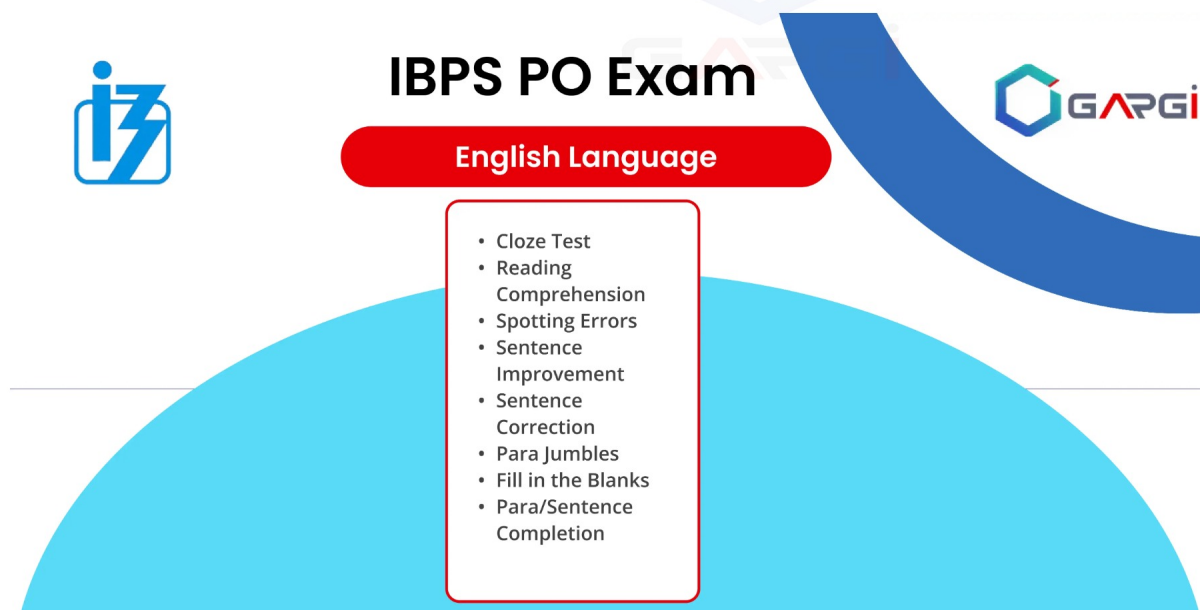 IBPS PO Exam
GARGi
English Language
• Cloze Test
• Reading
Comprehension
• Spotting Errors
• Sentence
Improvement
• Sentence
Correction
• Para Jumbles
• Fill in the Blanks
• Para/Sentence
Completion